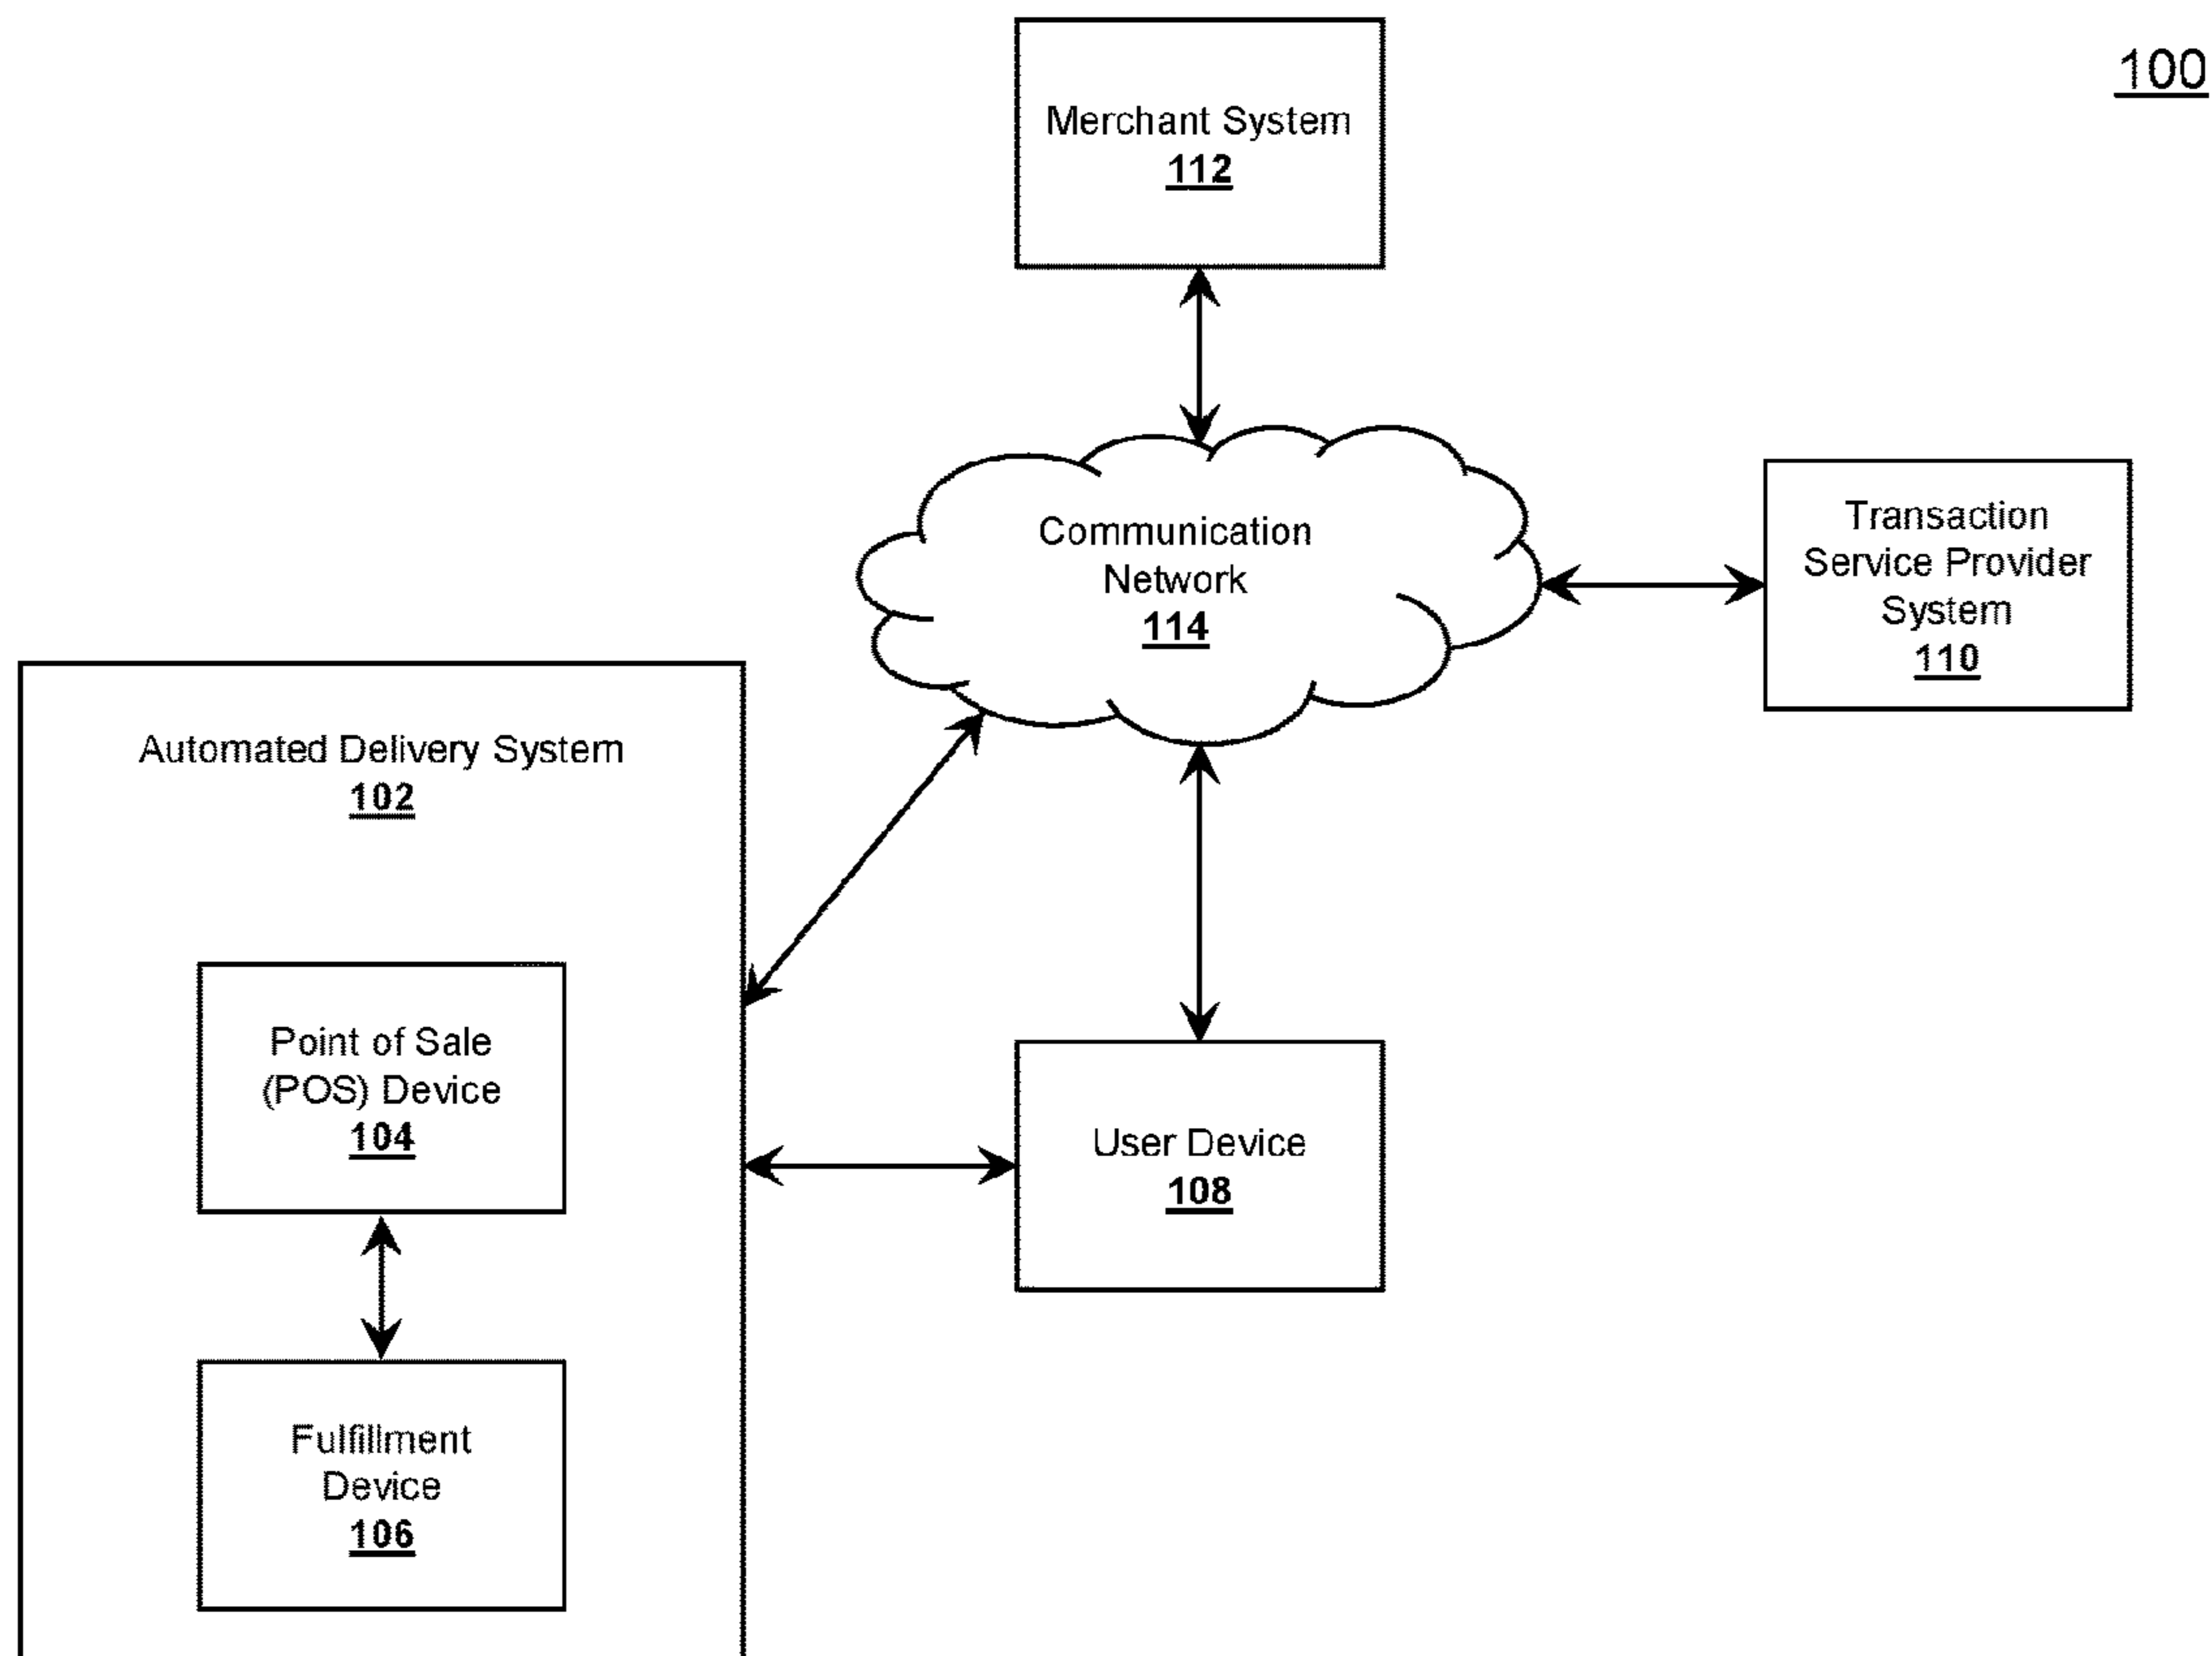 100
Merchant System
112
Communication
Network
114
Transaction
Service Provider
System
110
Automated Delivery System
102
Point of Sale
(POS) Device
104
User Device
108
Fulfillment
Device
106